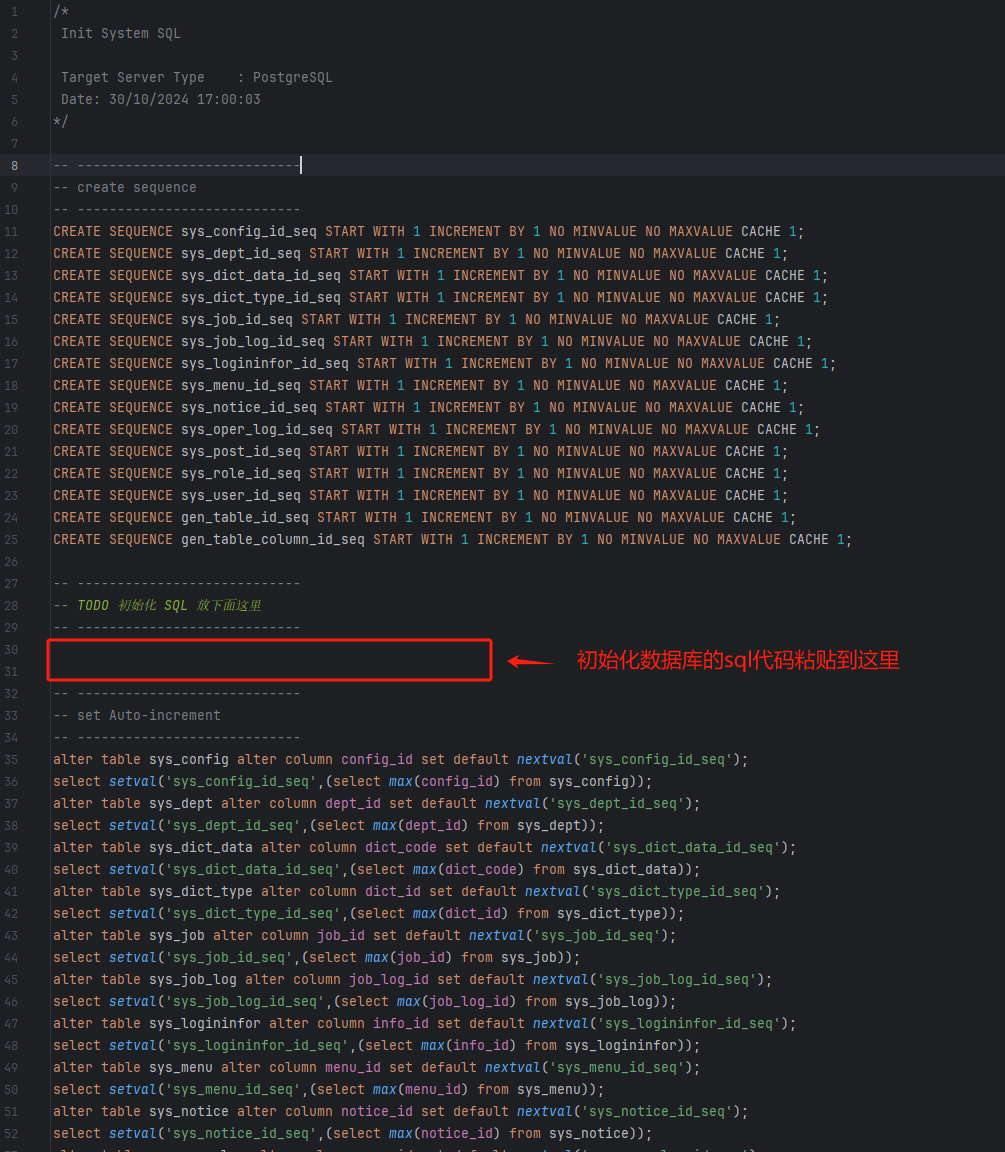 1 /*
2 Init System SQL
3
4 Target Server Type    : PostgreSQL
5 Date: 30/10/2024 17:00:03
6 */
7
8 -- ----------------------------
9 -- create sequence
10 -- ----------------------------
11 CREATE SEQUENCE sys_config_id_seq START WITH 1 INCREMENT BY 1 NO MINVALUE NO MAXVALUE CACHE 1;
12 CREATE SEQUENCE sys_dept_id_seq START WITH 1 INCREMENT BY 1 NO MINVALUE NO MAXVALUE CACHE 1;
13 CREATE SEQUENCE sys_dict_data_id_seq START WITH 1 INCREMENT BY 1 NO MINVALUE NO MAXVALUE CACHE 1;
14 CREATE SEQUENCE sys_dict_type_id_seq START WITH 1 INCREMENT BY 1 NO MINVALUE NO MAXVALUE CACHE 1;
15 CREATE SEQUENCE sys_job_id_seq START WITH 1 INCREMENT BY 1 NO MINVALUE NO MAXVALUE CACHE 1;
16 CREATE SEQUENCE sys_job_log_id_seq START WITH 1 INCREMENT BY 1 NO MINVALUE NO MAXVALUE CACHE 1;
17 CREATE SEQUENCE sys_logininfor_id_seq START WITH 1 INCREMENT BY 1 NO MINVALUE NO MAXVALUE CACHE 1;
18 CREATE SEQUENCE sys_menu_id_seq START WITH 1 INCREMENT BY 1 NO MINVALUE NO MAXVALUE CACHE 1;
19 CREATE SEQUENCE sys_notice_id_seq START WITH 1 INCREMENT BY 1 NO MINVALUE NO MAXVALUE CACHE 1;
20 CREATE SEQUENCE sys_oper_log_id_seq START WITH 1 INCREMENT BY 1 NO MINVALUE NO MAXVALUE CACHE 1;
21 CREATE SEQUENCE sys_post_id_seq START WITH 1 INCREMENT BY 1 NO MINVALUE NO MAXVALUE CACHE 1;
22 CREATE SEQUENCE sys_role_id_seq START WITH 1 INCREMENT BY 1 NO MINVALUE NO MAXVALUE CACHE 1;
23 CREATE SEQUENCE sys_user_id_seq START WITH 1 INCREMENT BY 1 NO MINVALUE NO MAXVALUE CACHE 1;
24 CREATE SEQUENCE gen_table_id_seq START WITH 1 INCREMENT BY 1 NO MINVALUE NO MAXVALUE CACHE 1;
25 CREATE SEQUENCE gen_table_column_id_seq START WITH 1 INCREMENT BY 1 NO MINVALUE NO MAXVALUE CACHE 1;
26
27 -- ----------------------------
28 -- TODO 初始化 SQL 放下面这里
29 -- ----------------------------
30
初始化数据库的sql代码粘贴到这里
31
32 -- ----------------------------
33 -- set Auto-increment
34 -- ----------------------------
35 alter table sys_config alter column config_id set default nextval('sys_config_id_seq');
36 select setval('sys_config_id_seq',(select max(config_id) from sys_config));
37 alter table sys_dept alter column dept_id set default nextval('sys_dept_id_seq');
38 select setval('sys_dept_id_seq',(select max(dept_id) from sys_dept));
39 alter table sys_dict_data alter column dict_code set default nextval('sys_dict_data_id_seq');
40 select setval('sys_dict_data_id_seq',(select max(dict_code) from sys_dict_data));
41 alter table sys_dict_type alter column dict_id set default nextval('sys_dict_type_id_seq');
42 select setval('sys_dict_type_id_seq',(select max(dict_id) from sys_dict_type));
43 alter table sys_job alter column job_id set default nextval('sys_job_id_seq');
44 select setval('sys_job_id_seq',(select max(job_id) from sys_job));
45 alter table sys_job_log alter column job_log_id set default nextval('sys_job_log_id_seq');
46 select setval('sys_job_log_id_seq',(select max(job_log_id) from sys_job_log));
47 alter table sys_logininfor alter column info_id set default nextval('sys_logininfor_id_seq');
48 select setval('sys_logininfor_id_seq',(select max(info_id) from sys_logininfor));
49 alter table sys_menu alter column menu_id set default nextval('sys_menu_id_seq');
50 select setval('sys_menu_id_seq',(select max(menu_id) from sys_menu));
51 alter table sys_notice alter column notice_id set default nextval('sys_notice_id_seq');
52 select setval('sys_notice_id_seq',(select max(notice_id) from sys_notice));